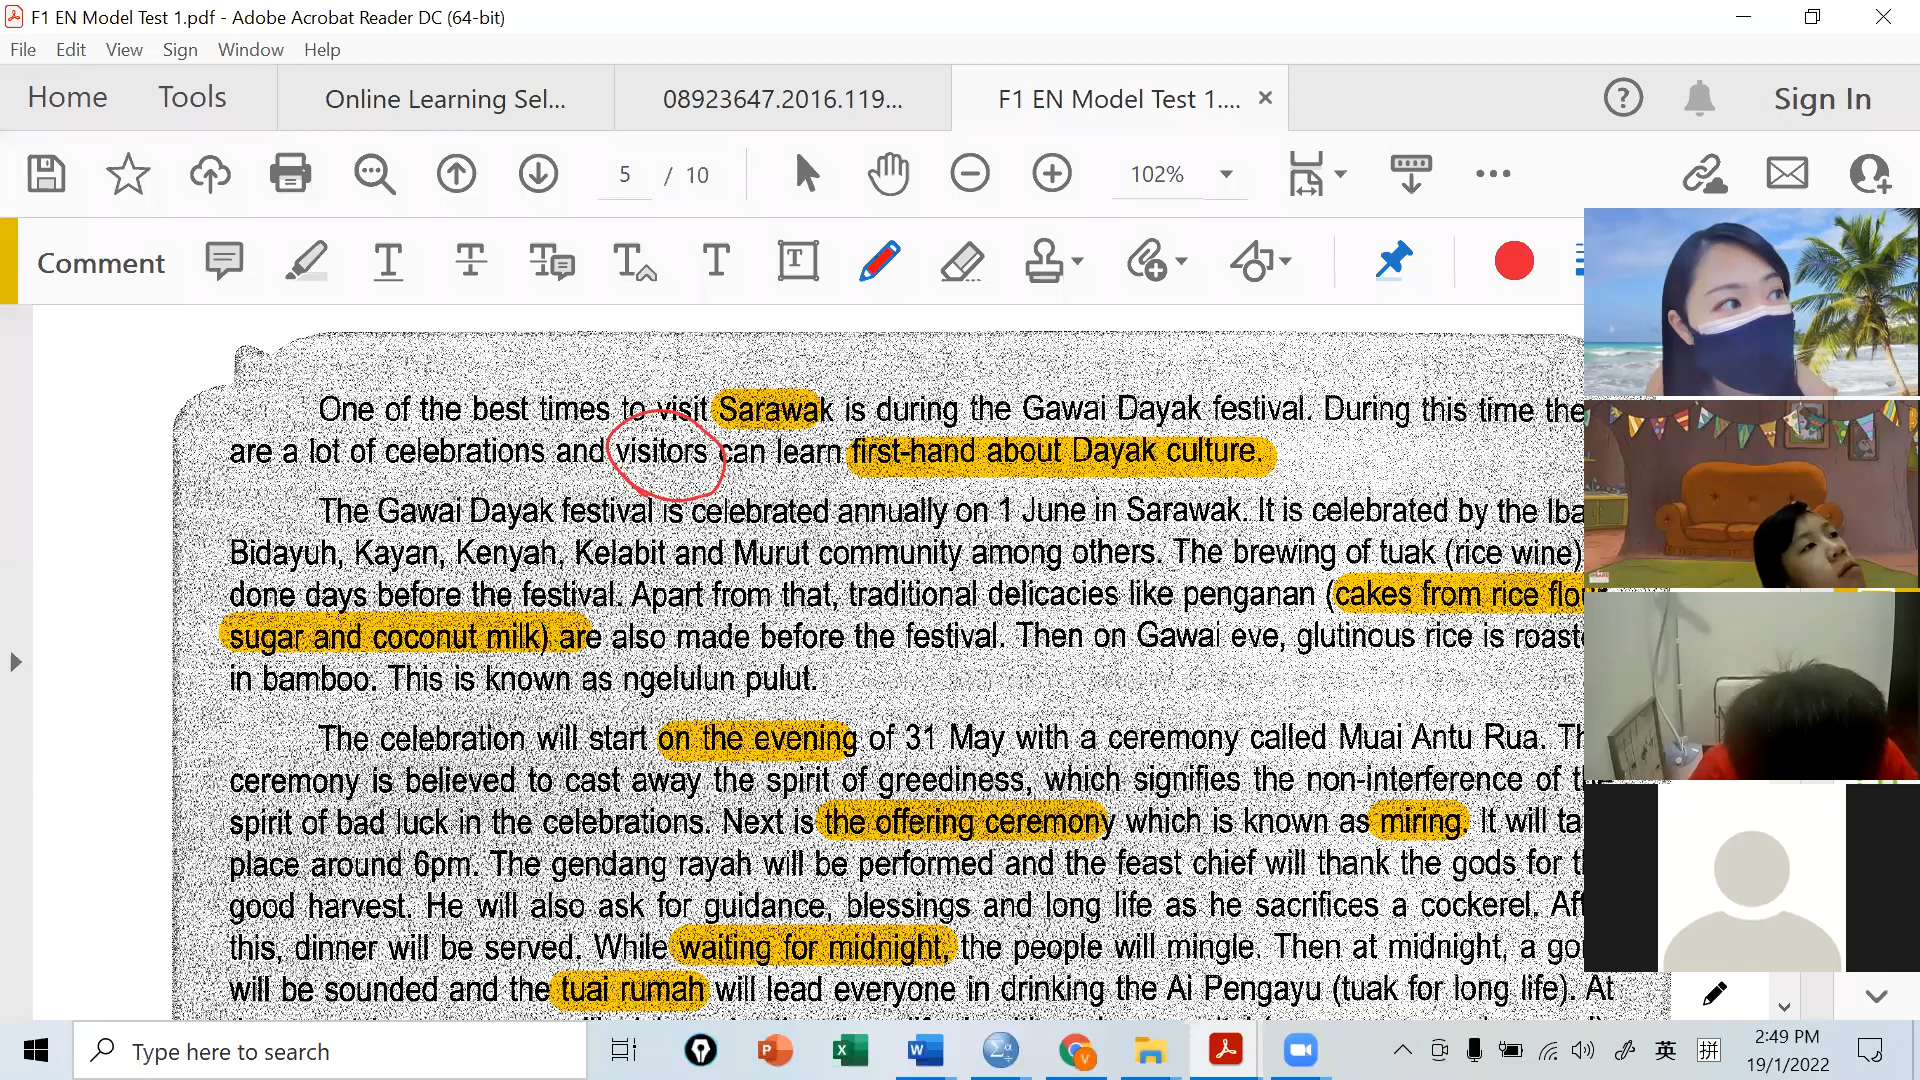 F1 EN Model Test 1.pdf - Adobe Acrobat Reader DC (64-bit)
File Edit View Sign Window Help
Home Tools Online Learning Sel... 08923647.2016.119... F1 EN Model Test 1.... Sign In
5 / 10 102%
Comment
One of the best times to visit Sarawak is during the Gawai Dayak festival. During this time
are a lot of celebrations and visitors can learn first-hand about Dayak culture.
The Gawai Dayak festival is celebrated annually on 1 June in Sarawak. It is celebrated by the
Bidayuh, Kayan, Kenyah, Kelabit and Murut community among others. The brewing of tuak (rice wine)
done days before the festival. Apart from that, traditional delicacies like penganan (cakes from rice
sugar and coconut milk) are also made before the festival. Then on Gawai eve, glutinous rice is
in bamboo. This is known as ngelulun pulut.
The celebration will start on the evening of 31 May with a ceremony called Muai Antu Rua.
ceremony is believed to cast away the spirit of greediness, which signifies the non-interference of
spirit of bad luck in the celebrations. Next is the offering ceremony which is known as miring. It will
place around 6pm. The gendang rayah will be performed and the feast chief will thank the gods for
good harvest. He will also ask for guidance, blessings and long life as he sacrifices a cockerel.
this, dinner will be served. While waiting for midnight, the people will mingle. Then at midnight, a
will be sounded and the tuai rumah will lead everyone in drinking the Ai Pengayu (tuak for long life). At
Type here to search
英 拼
2:49 PM
19/1/2022